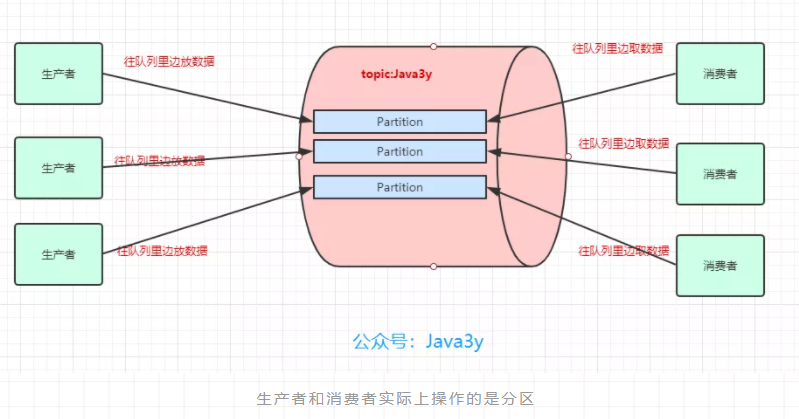 往队列里边放数据
生产者
topic:Java3y
往队列里边取数据
消费者
Partition
往队列里边放数据
生产者
Partition
往队列里边取数据
消费者
Partition
往队列里边放数据
生产者
往队列里边取数据
消费者
公众号：Java3y
生产者和消费者实际上操作的是分区